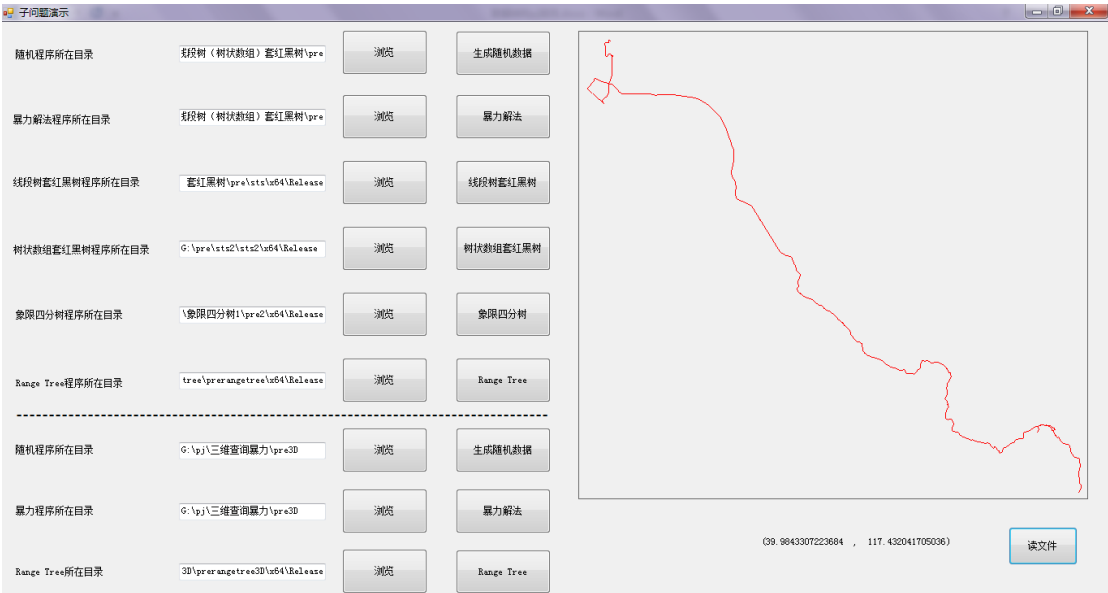 子问题演示
随机程序所在目录 线段树（树状数组）套红黑树\pre 浏览 生成随机数据
暴力解法程序所在目录 线段树（树状数组）套红黑树\pre 浏览 暴力解法
线段树套红黑树程序所在目录 套红黑树\pre\sts\x64\Release 浏览 线段树套红黑树
树状数组套红黑树程序所在目录 G:\pre\sts2\sts2\x64\Release 浏览 树状数组套红黑树
象限四分树程序所在目录 \象限四分树1\pre2\x64\Release 浏览 象限四分树
Range Tree程序所在目录 tree\prerangetree\x64\Release 浏览 Range Tree
随机程序所在目录 G:\pj\三维查询暴力\pre3D 浏览 生成随机数据
暴力程序所在目录 G:\pj\三维查询暴力\pre3D 浏览 暴力解法
(39.9843307223684 , 117.432041705036) 读文件
Range Tree所在目录 3D\prerangetree3D\x64\Release 浏览 Range Tree